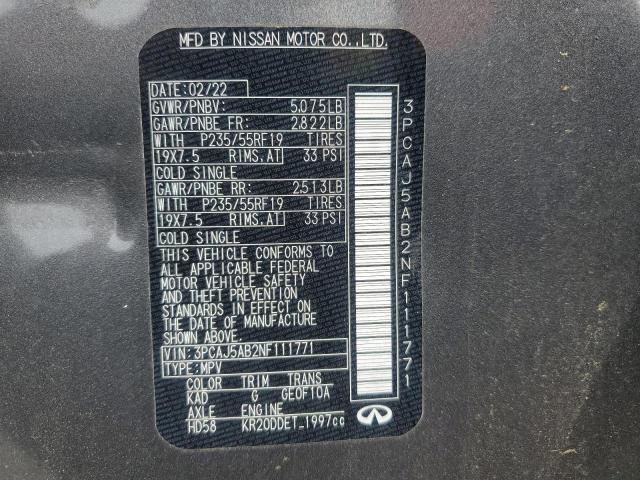 MFD BY NISSAN MOTOR CO.,LTD.
DATE:02/22
GVWR/PNBV: 5,075LB
GAWR/PNBE FR: 2,822LB
WITH P235/55RF19 TIRES
19X7.5 RIMS.AT 33 PSI
COLD SINGLE
GAWR/PNBE RR: 2,513LB
WITH P235/55RF19 TIRES
19X7.5 RIMS.AT 33 PSI
COLD SINGLE
THIS VEHICLE CONFORMS TO
ALL APPLICABLE FEDERAL
MOTOR VEHICLE SAFETY
AND THEFT PREVENTION
STANDARDS IN EFFECT ON
THE DATE OF MANUFACTURE
SHOWN ABOVE.
VIN:3PCAJ5AB2NF111771
TYPE:MPV
COLOR TRIM TRANS
KAD G GEOF10A
AXLE ENGINE
HD58 KR20DDET 1997cc
3PCAJ5AB2NF111771